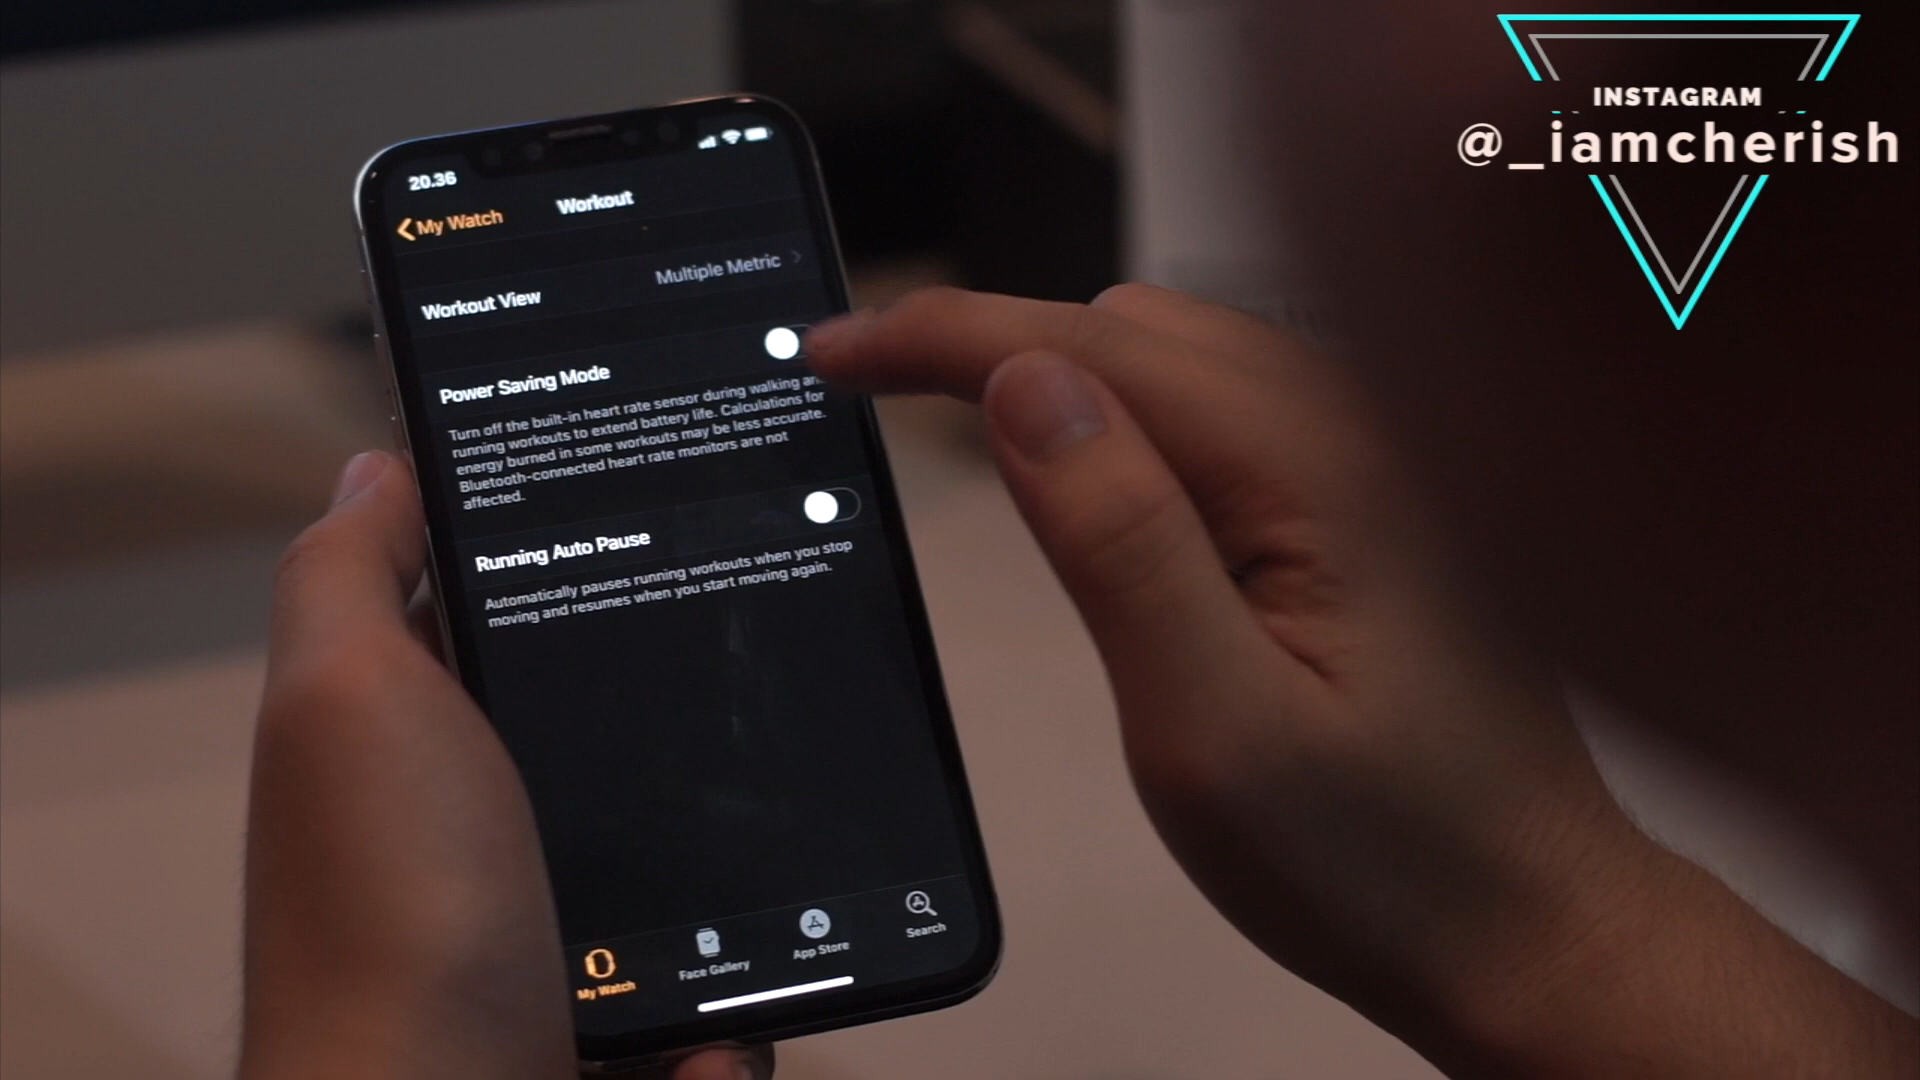 INSTAGRAM
@_iamcherish
20.36
My Watch
Workout
Workout View
Multiple Metric
Power Saving Mode
Turn off the built-in heart rate sensor during walking
running workouts to extend battery life. Calculations for
energy burned in some workouts may be less accurate.
Bluetooth-connected heart rate monitors are not
affected.
Running Auto Pause
Automatically pauses running workouts when you stop
moving and resumes when you start moving again.
My Watch
Face Gallery
App Store
Search